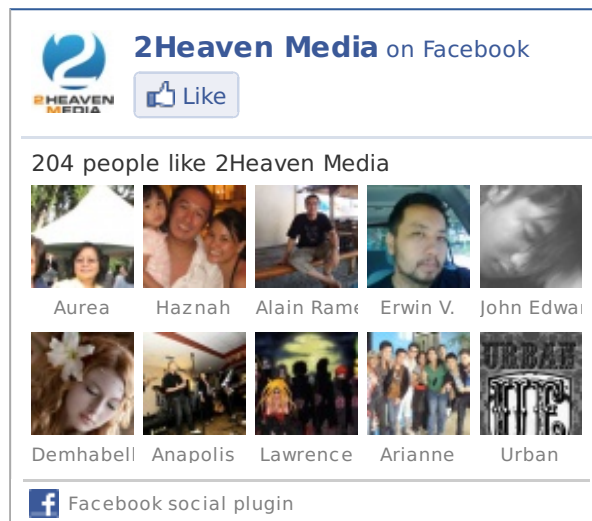 2HEAVEN
MEDIA
2Heaven Media on Facebook
Like
204 people like 2Heaven Media
Aurea Haznah Alain Rame Erwin V. John Edwar
Demhabell Anapolis Lawrence Arianne Urban
URBAN
Facebook social plugin